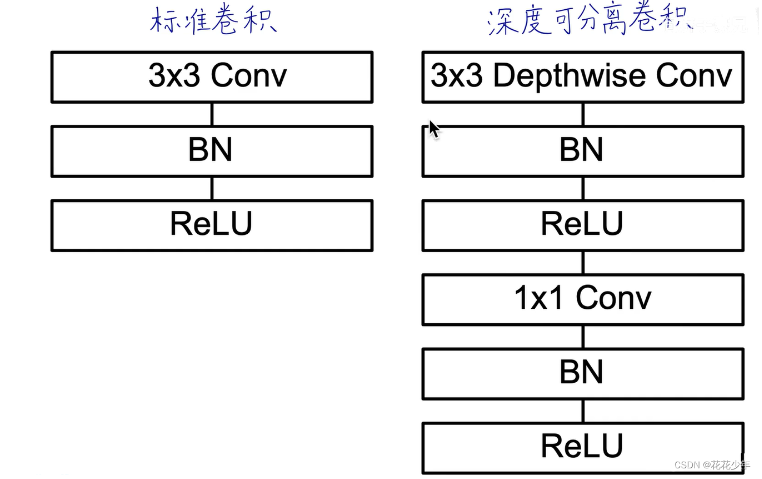 标准卷积
3x3 Conv
BN
ReLU
深度可分离卷积
3x3 Depthwise Conv
BN
ReLU
1x1 Conv
BN
ReLU
CSDN @花花少年